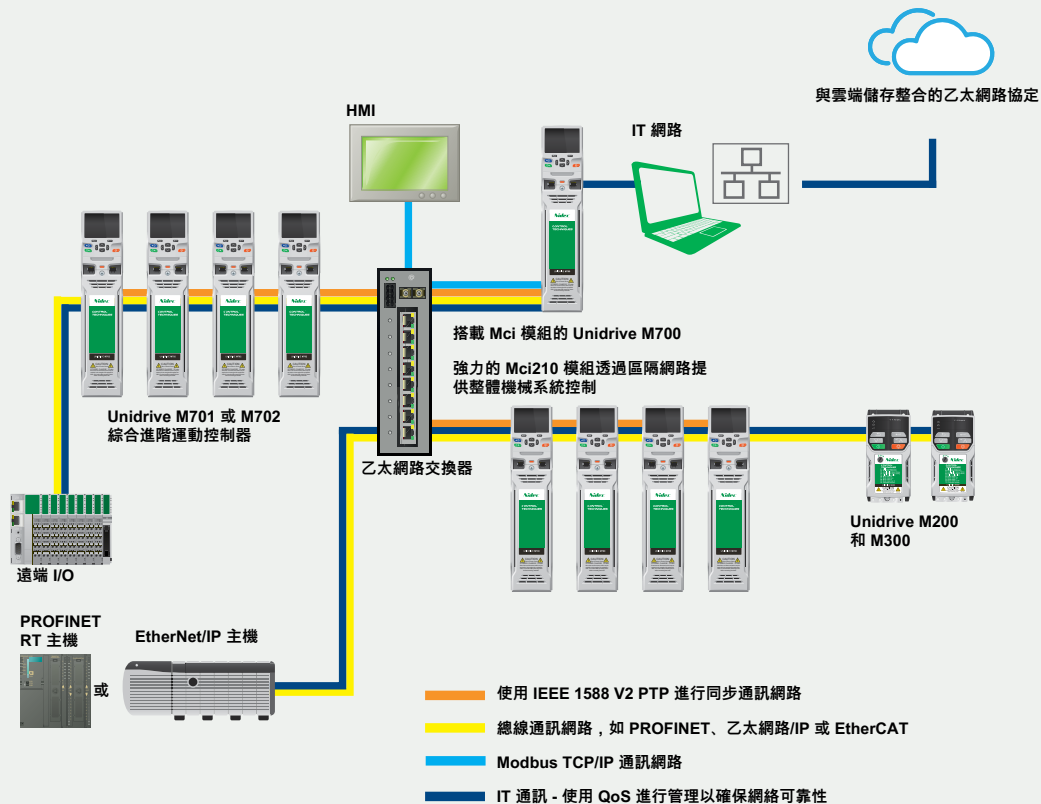 與雲端儲存整合的乙太網路協定
HMI
IT 網路
Nidec
CONTROL TECHNIQUES
搭載 Mci 模組的 Unidrive M700
強力的 Mci210 模組透過區隔網路提
供整體機械系統控制
Unidrive M701 或 M702
綜合進階運動控制器
乙太網路交換器
Unidrive M200
和 M300
遠端 I/O
PROFINET
RT 主機
或
EtherNet/IP 主機
使用 IEEE 1588 V2 PTP 進行同步通訊網路
總線通訊網路，如 PROFINET、乙太網路/IP 或 EtherCAT
Modbus TCP/IP 通訊網路
IT 通訊 - 使用 QoS 進行管理以確保網絡可靠性